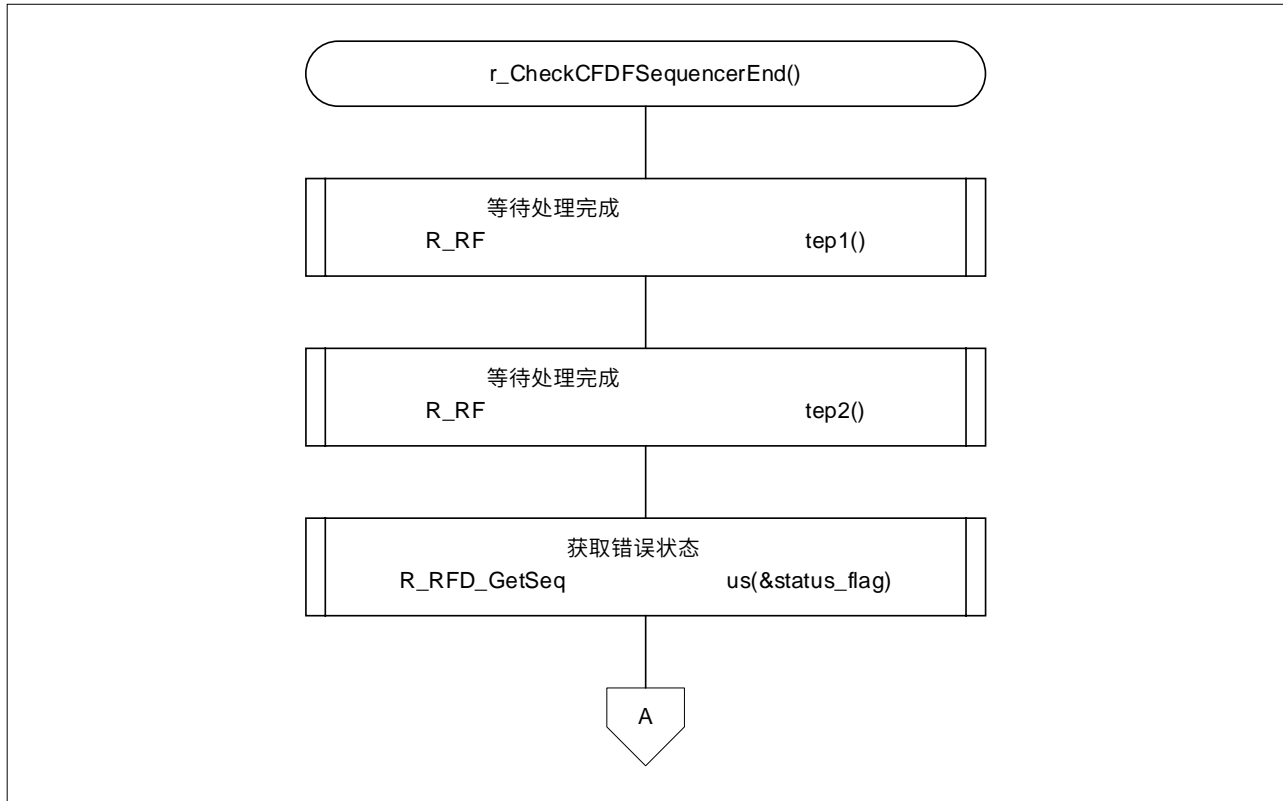 r_CheckCFDFSequencerEnd()
等待处理完成
R_RF tep1()
等待处理完成
R_RF tep2()
获取错误状态
R_RFD_GetSeq us(&status_flag)
A